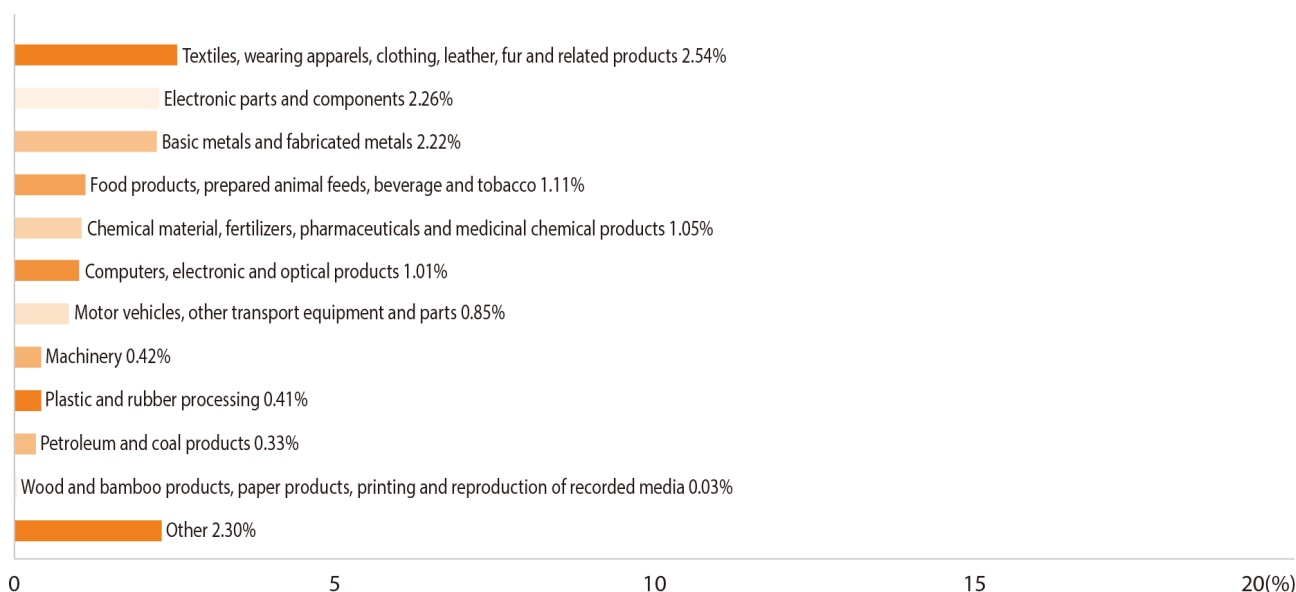 Textiles, wearing apparels, clothing, leather, fur and related products 2.54%
Electronic parts and components 2.26%
Basic metals and fabricated metals 2.22%
Food products, prepared animal feeds, beverage and tobacco 1.11%
Chemical material, fertilizers, pharmaceuticals and medicinal chemical products 1.05%
Computers, electronic and optical products 1.01%
Motor vehicles, other transport equipment and parts 0.85%
Machinery 0.42%
Plastic and rubber processing 0.41%
Petroleum and coal products 0.33%
Wood and bamboo products, paper products, printing and reproduction of recorded media 0.03%
Other 2.30%
0 5 10 15 20(%)